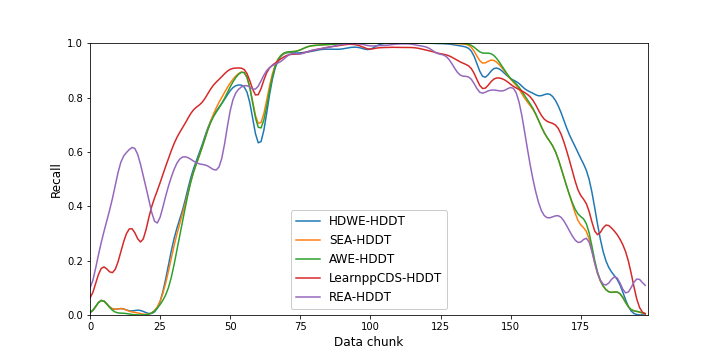 1.0
0.8
0.6
0.4
0.2
0.0
Recall
HDWE-HDDT
SEA-HDDT
AWE-HDDT
LearnppCDS-HDDT
REA-HDDT
0 25 50 75 100 125 150 175
Data chunk